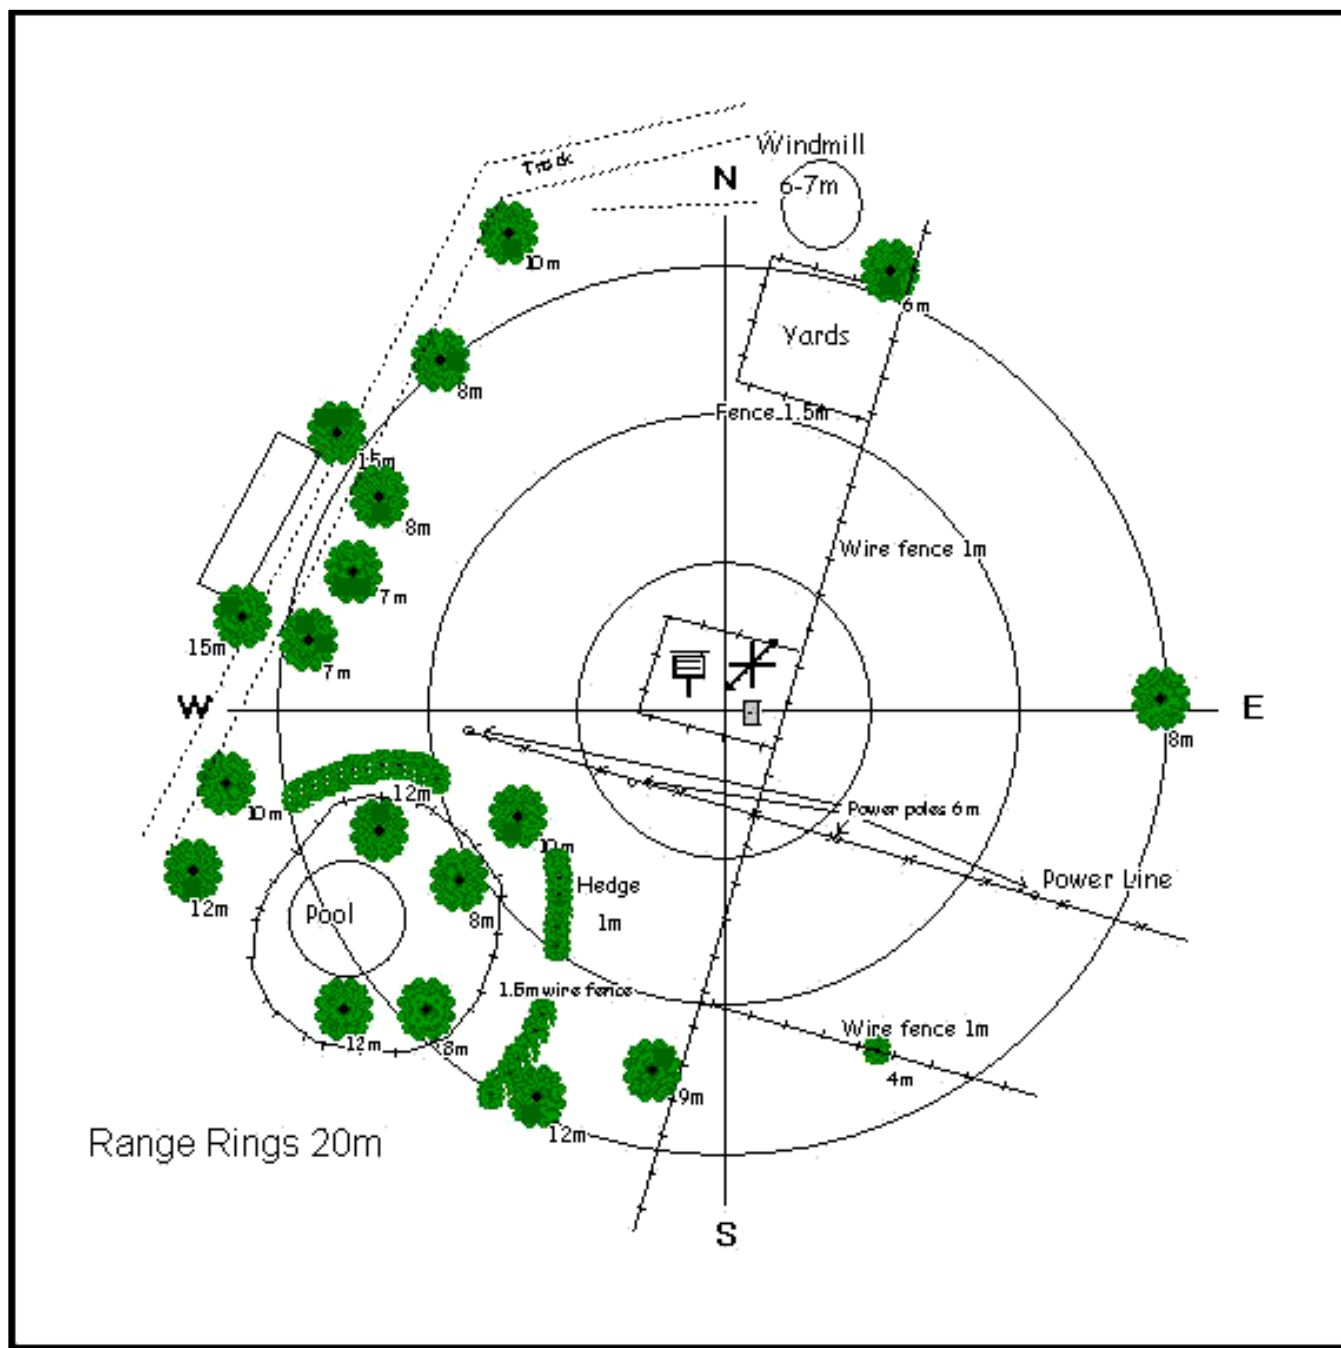 Track
Windmill
6-7m
N
10m
6m
Yards
8m
Fence 1.5m
15m
8m
Wire fence 1m
7m
15m
7m
W
E
8m
12m
10m
Power poles 6m
10m
Power Line
Hedge
1m
12m
Pool
8m
1.5m wire fence
Wire fence 1m
12m
8m
4m
9m
12m
Range Rings 20m
S